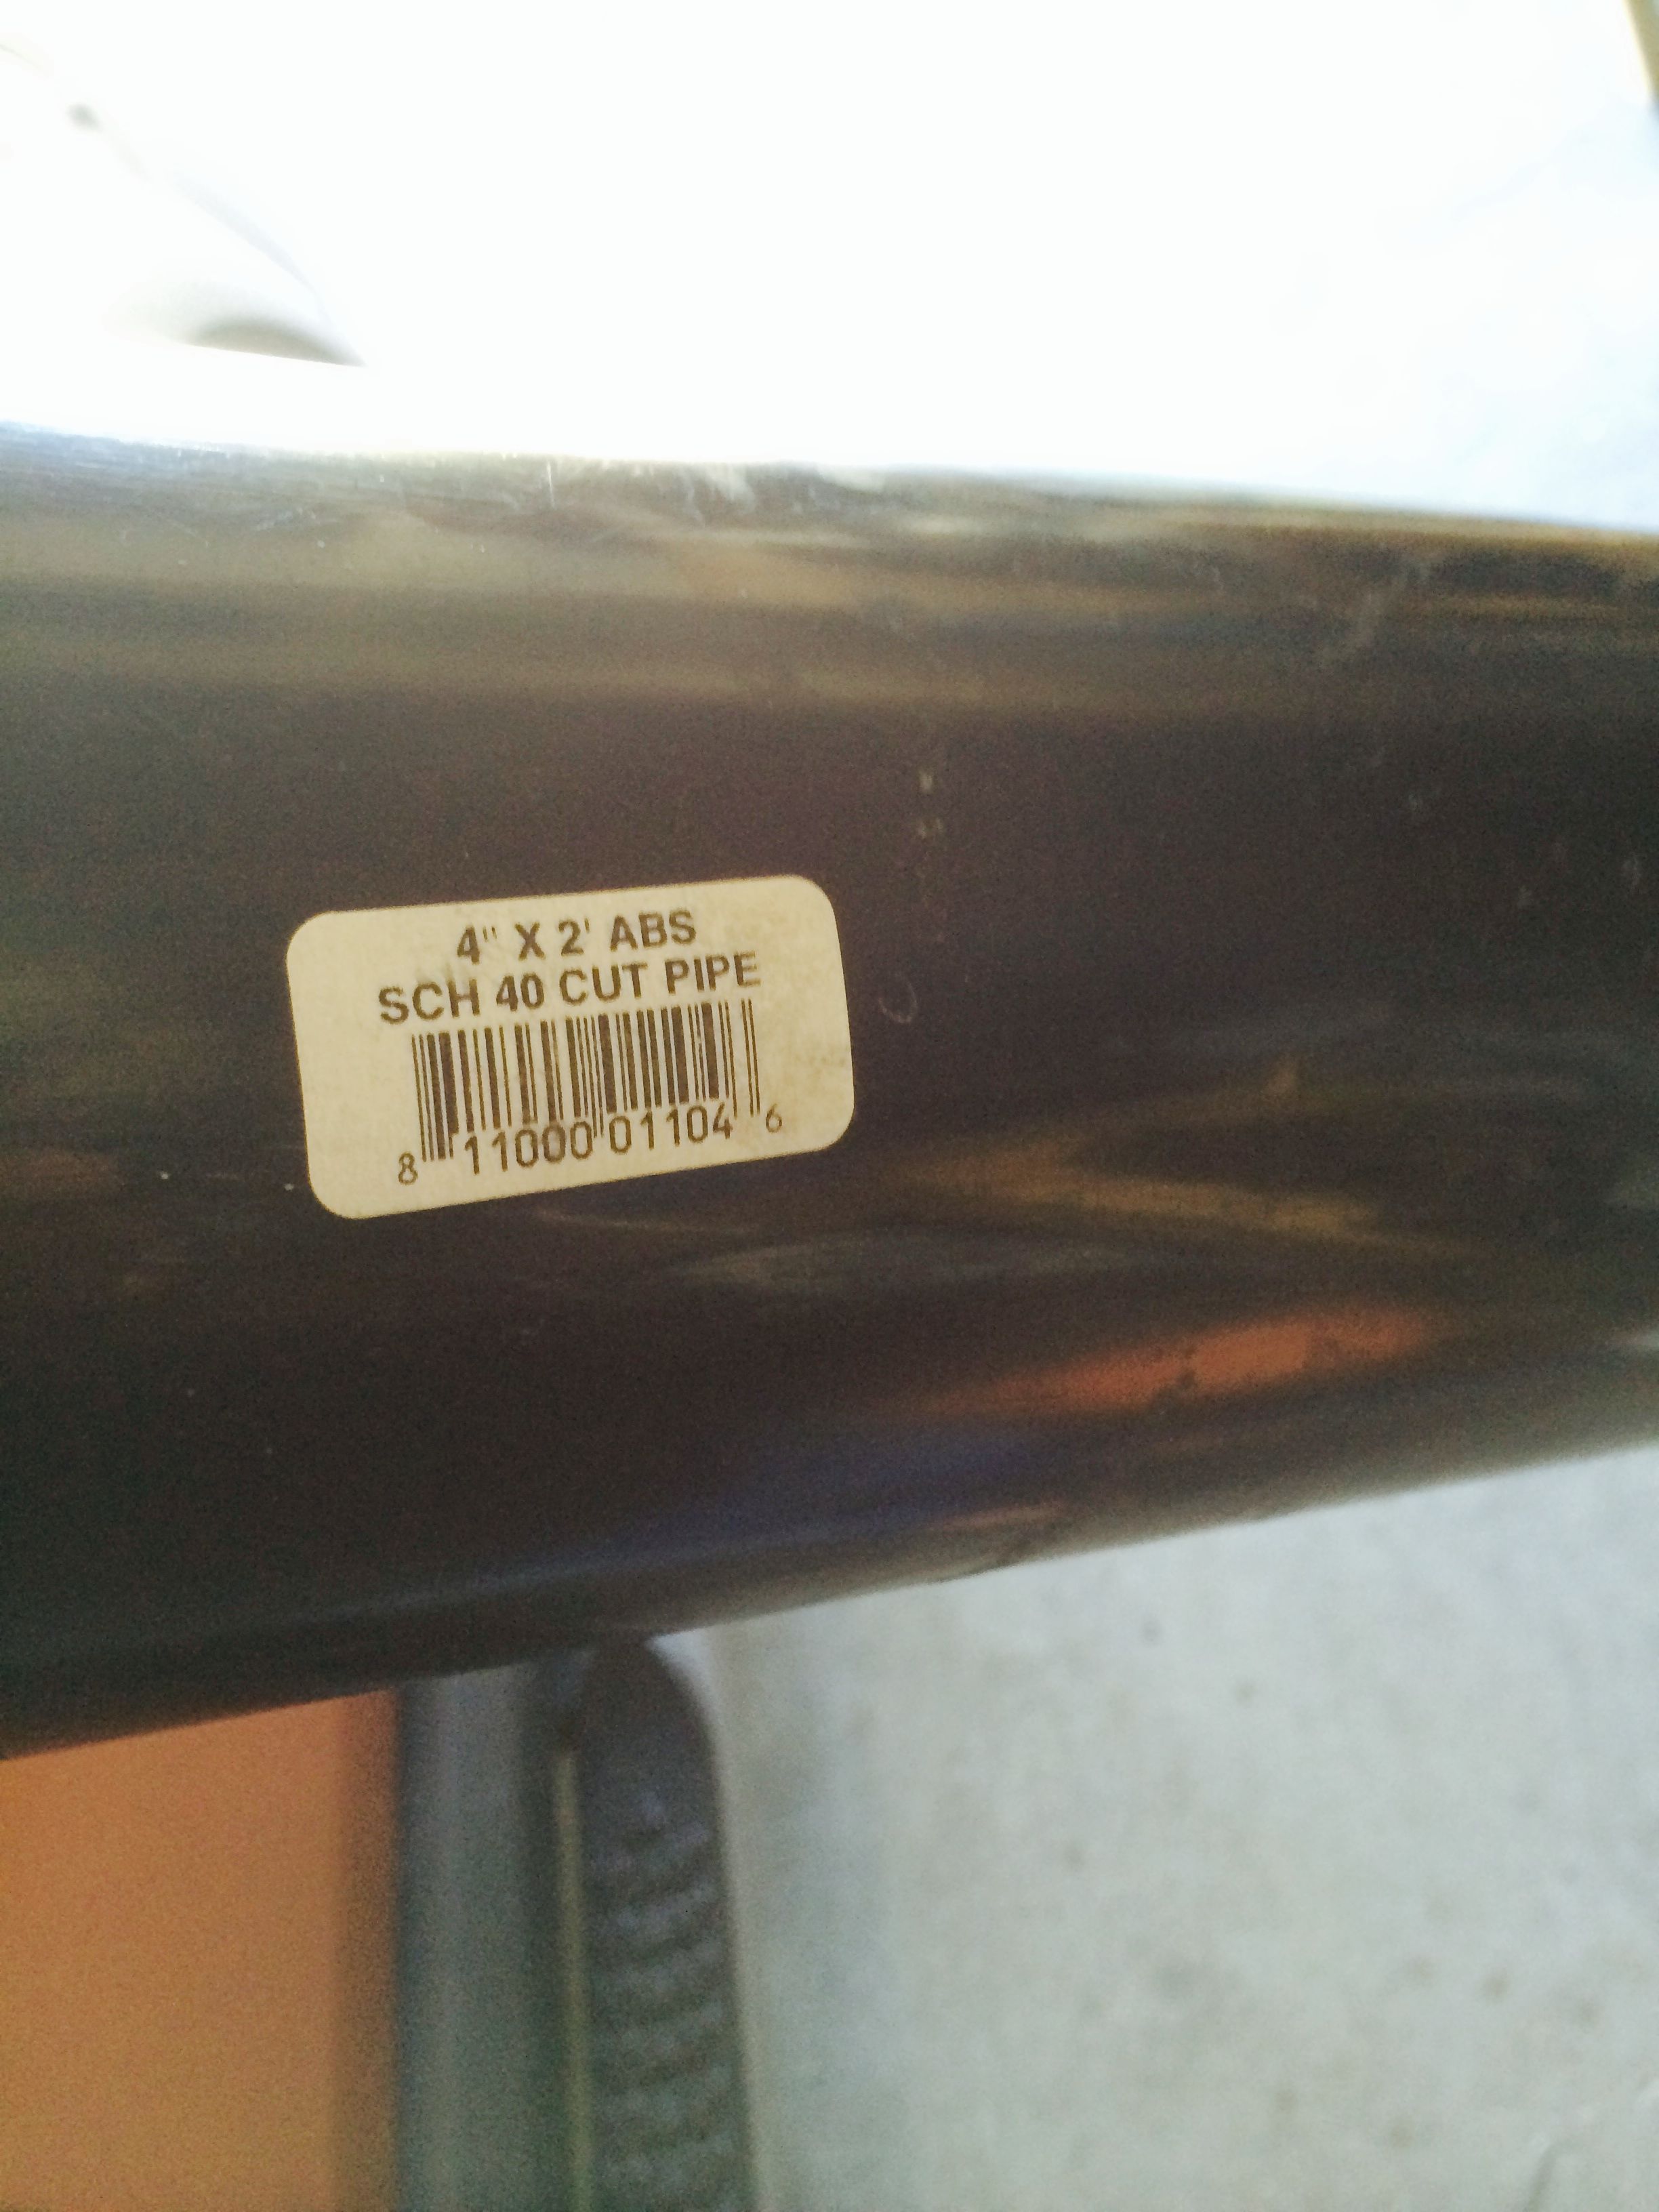 4" X 2' ABS
SCH 40 CUT PIPE
8 11000 01104 6